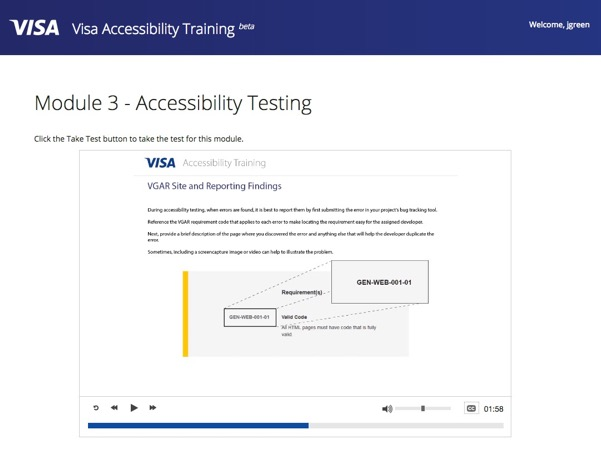 VISA Visa Accessibility Training beta
Welcome, jgreen
Module 3 - Accessibility Testing
Click the Take Test button to take the test for this module.
VISA Accessibility Training
VGAR Site and Reporting Findings
During accessibility testing, when errors are found, it is best to report them by first submitting the error in your project's bug tracking tool.
Reference the VGAR requirement code that applies to each error to make locating the requirement easy for the assigned developer.
Next, provide a brief description of the page where you discovered the error and anything else that will help the developer duplicate the
error.
Sometimes, including a screencapture image or video can help to illustrate the problem.
GEN-WEB-001-01
Requirement(s)
GEN-WEB-001-01 Valid Code
All HTML pages must have code that is fully
valid.
CC 01:58